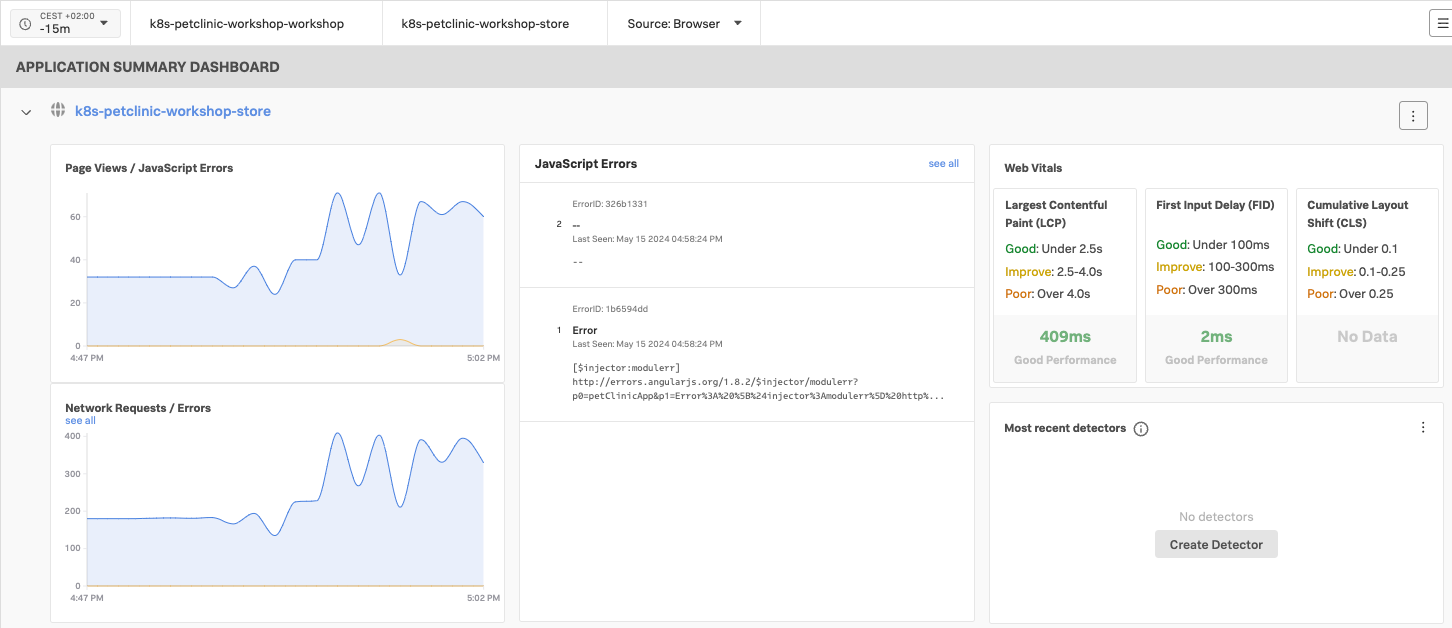 CEST +02:00
-15m
k8s-petclinic-workshop-workshop
k8s-petclinic-workshop-store
Source: Browser
APPLICATION SUMMARY DASHBOARD
k8s-petclinic-workshop-store
Page Views / JavaScript Errors
60
40
20
0
4:47 PM
5:02 PM
Network Requests / Errors
see all
400
300
200
100
0
4:47 PM
5:02 PM
JavaScript Errors
see all
ErrorID: 326b1331
2
--
Last Seen: May 15 2024 04:58:24 PM
--
ErrorID: 1b6594dd
1
Error
Last Seen: May 15 2024 04:58:24 PM
[$injector:modulerr]
http://errors.angularjs.org/1.8.2/$injector/modulerr?
p0=petClinicApp&p1=Error%3A%20%5B%24injector%3Amodulerr%5D%20http%...
Web Vitals
Largest Contentful
Paint (LCP)
Good: Under 2.5s
Improve: 2.5-4.0s
Poor: Over 4.0s
409ms
Good Performance
First Input Delay (FID)
Good: Under 100ms
Improve: 100-300ms
Poor: Over 300ms
2ms
Good Performance
Cumulative Layout
Shift (CLS)
Good: Under 0.1
Improve: 0.1-0.25
Poor: Over 0.25
No Data
Most recent detectors
No detectors
Create Detector